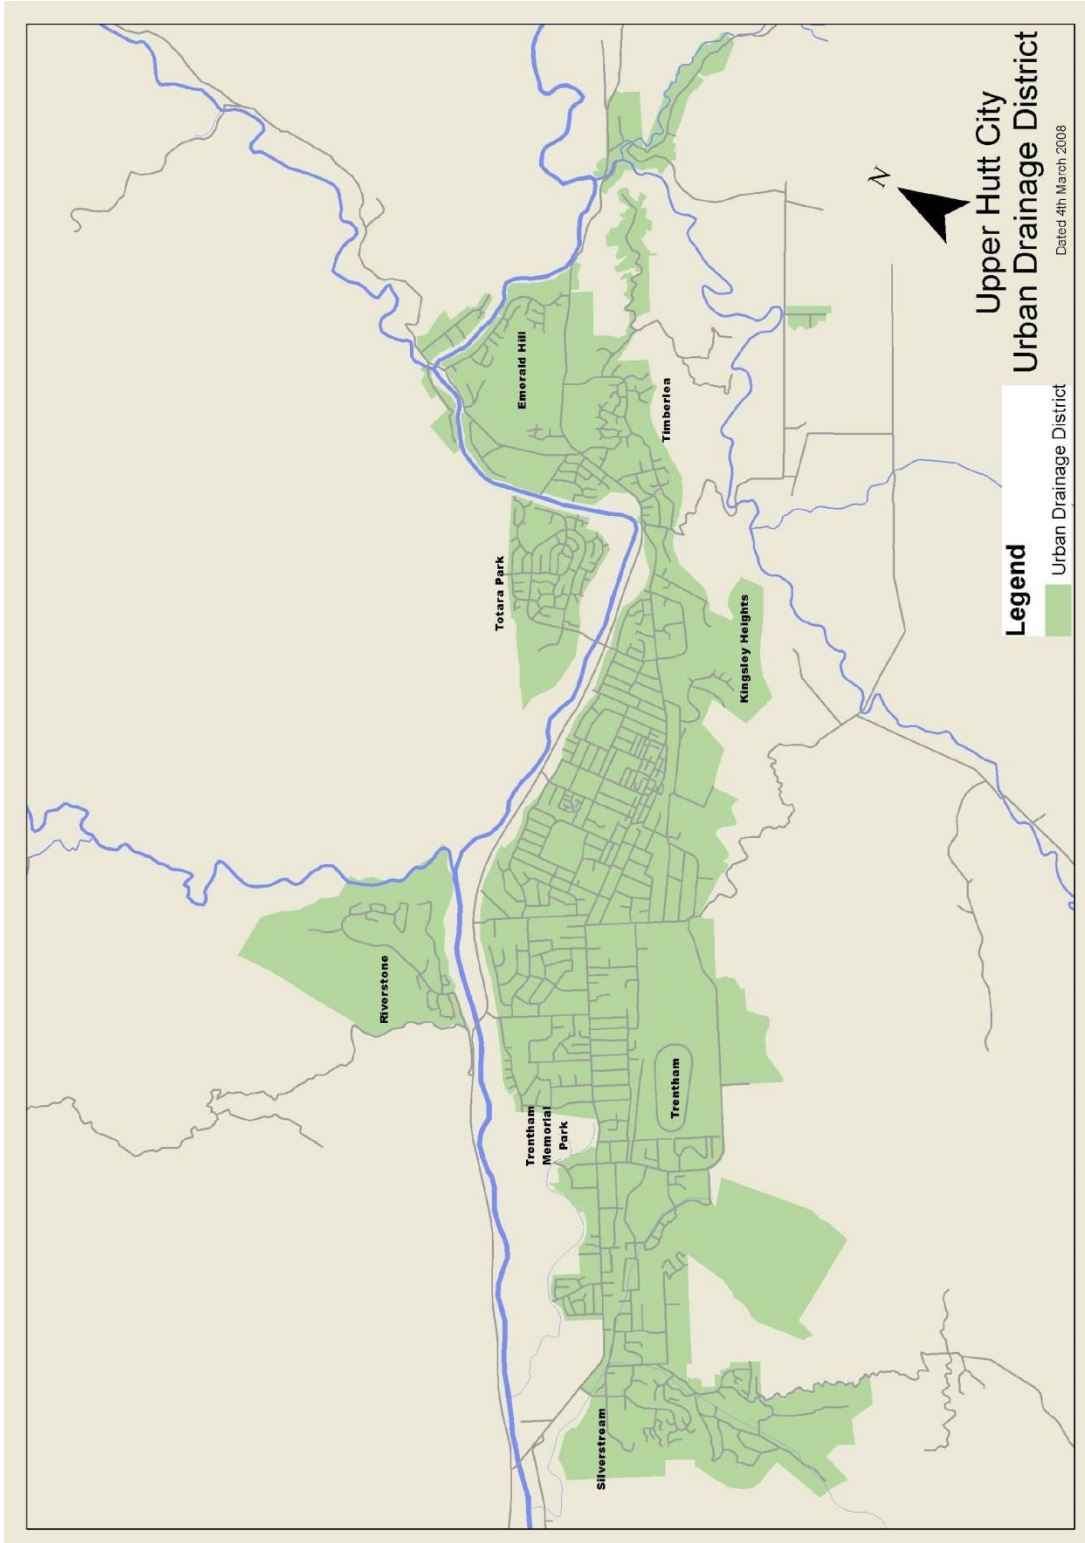 Upper Hutt City
Urban Drainage District
Dated 4th March 2008
N
Legend
Urban Drainage District
Silverstream
Trentham
Memorial
Park
Trentham
Riverstone
Totara Park
Kingsley Heights
Timberlea
Emerald Hill